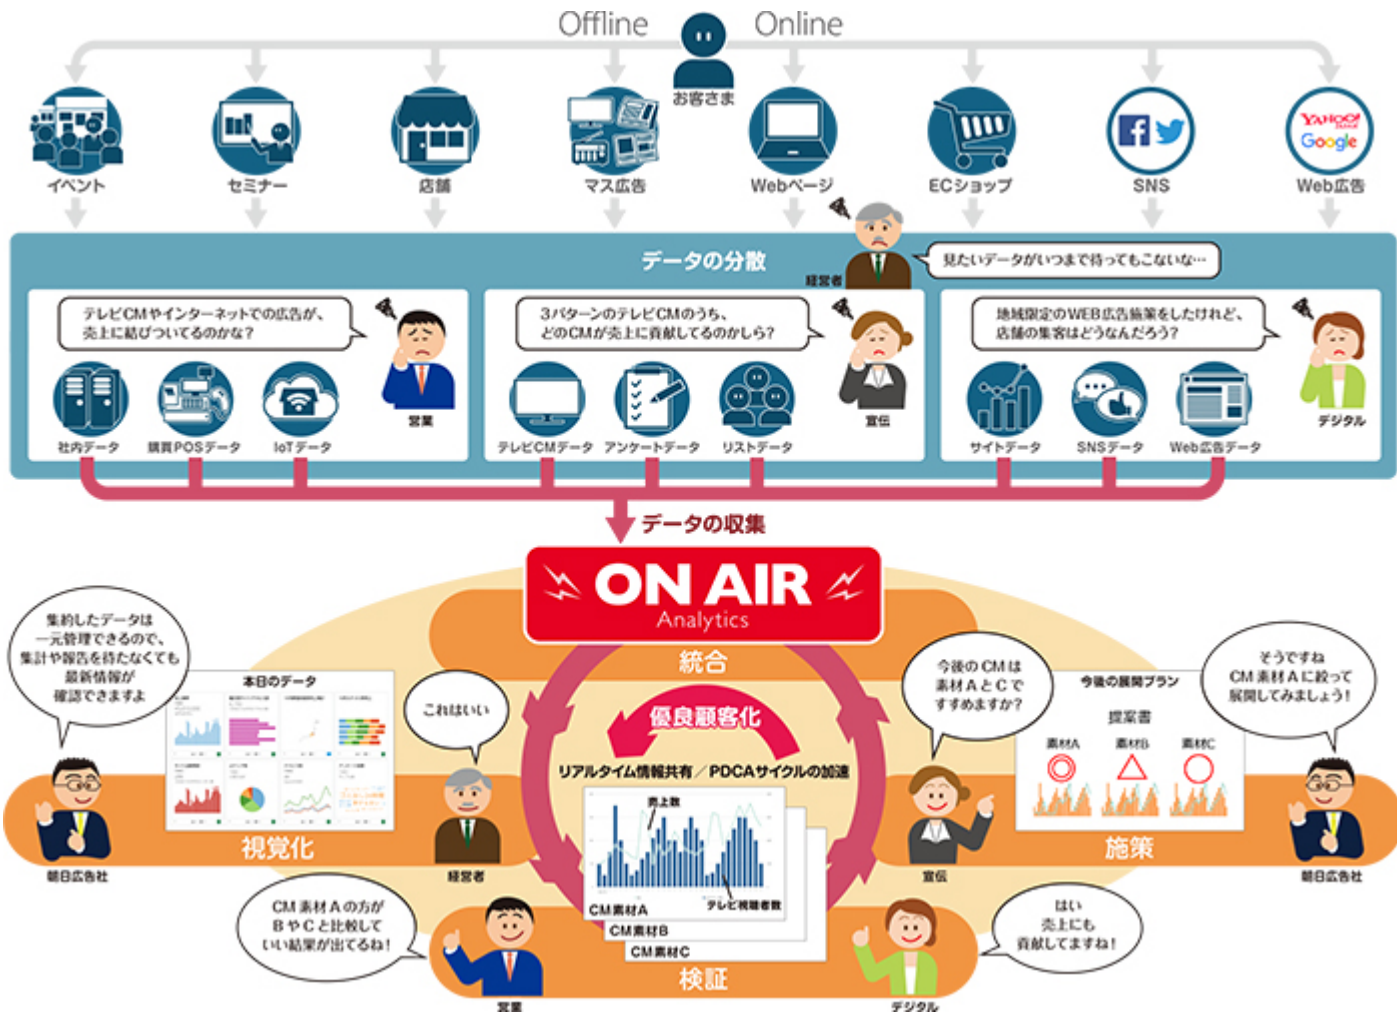 Offline
Online
お客さま
イベント
セミナー
店舗
マス広告
Webページ
ECショップ
SNS
Web広告
YAHOO!
JAPAN
Google
データの分散
経営者
見たいデータがいつまで待ってもこないな…
テレビCMやインターネットでの広告が、
売上に結びついてるのかな?
営業
社内データ
購買POSデータ
IoTデータ
3パターンのテレビCMのうち、
どのCMが売上に貢献してるのかしら?
宣伝
テレビCMデータ
アンケートデータ
リストデータ
地域限定のWEB広告施策をしたけれど、
店舗の集客はどうなんだろう?
デジタル
サイトデータ
SNSデータ
Web広告データ
データの収集
ON AIR
Analytics
統合
優良顧客化
リアルタイム情報共有/PDCAサイクルの加速
売上数
テレビ視聴者数
CM素材A
CM素材B
CM素材C
検証
集約したデータは
一元管理できるので、
集計や報告を待たなくても
最新情報が
確認できますよ
本日のデータ
これはいい
視覚化
朝日広告社
経営者
CM素材Aの方が
BやCと比較して
いい結果が出てるね!
営業
今後のCMは
素材AとCで
すすめますか?
今後の展開プラン
提案書
素材A
素材B
素材C
そうですね
CM素材Aに絞って
展開してみましょう!
施策
宣伝
朝日広告社
はい
売上にも
貢献してますね!
デジタル